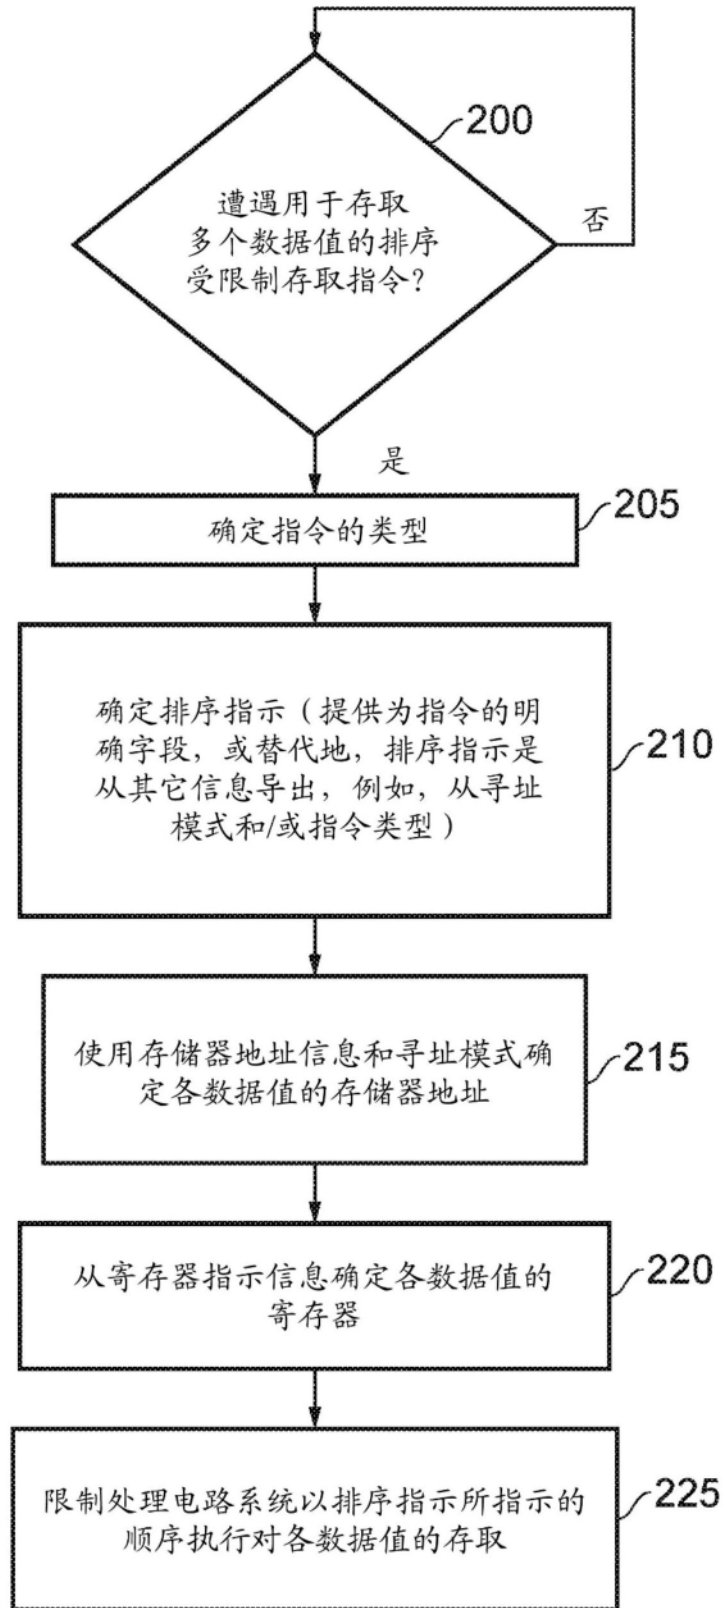 200
遭遇用于存取
多个数据值的排序
受限制存取指令?
否
是
205
确定指令的类型
确定排序指示（提供为指令的明
确字段，或替代地，排序指示是
从其它信息导出，例如，从寻址
模式和/或指令类型）
210
使用存储器地址信息和寻址模式确
定各数据值的存储器地址
215
从寄存器指示信息确定各数据值的
寄存器
220
限制处理电路系统以排序指示所指示的
顺序执行对各数据值的存取
225